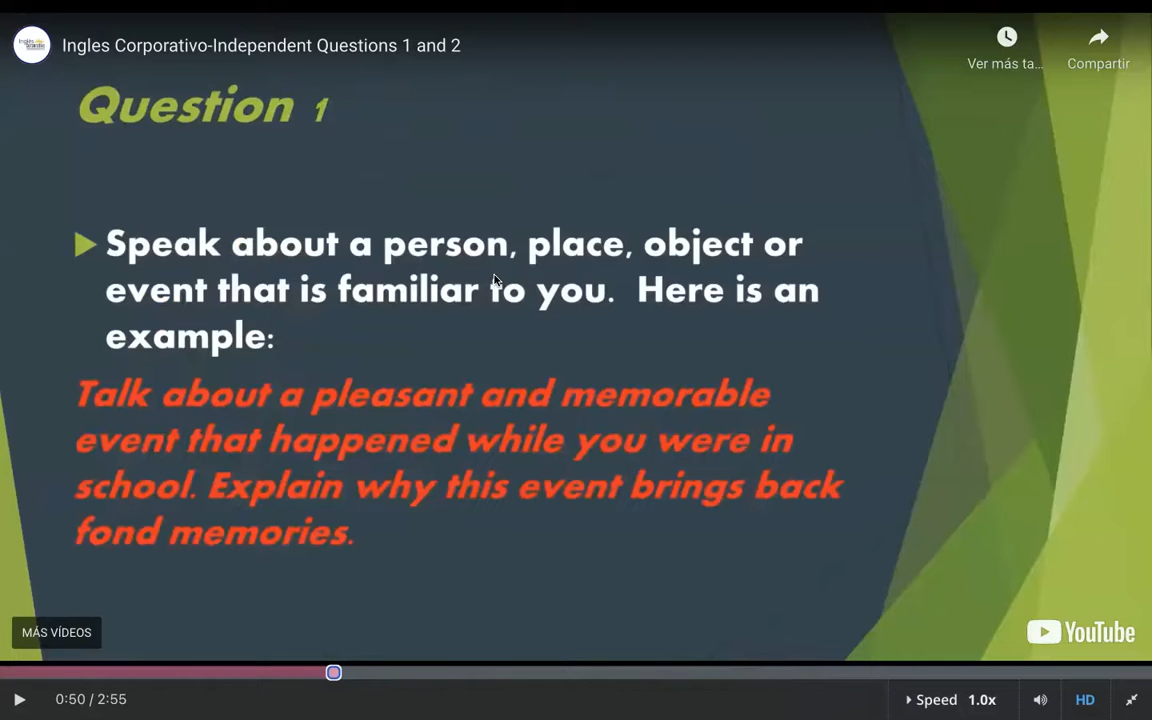 Ingles Corporativo-Independent Questions 1 and 2
Ver más ta...
Compartir
Question 1
Speak about a person, place, object or
event that is familiar to you. Here is an
example:
Talk about a pleasant and memorable
event that happened while you were in
school. Explain why this event brings back
fond memories.
MÁS VÍDEOS
YouTube
0:50 / 2:55
Speed 1.0x
HD